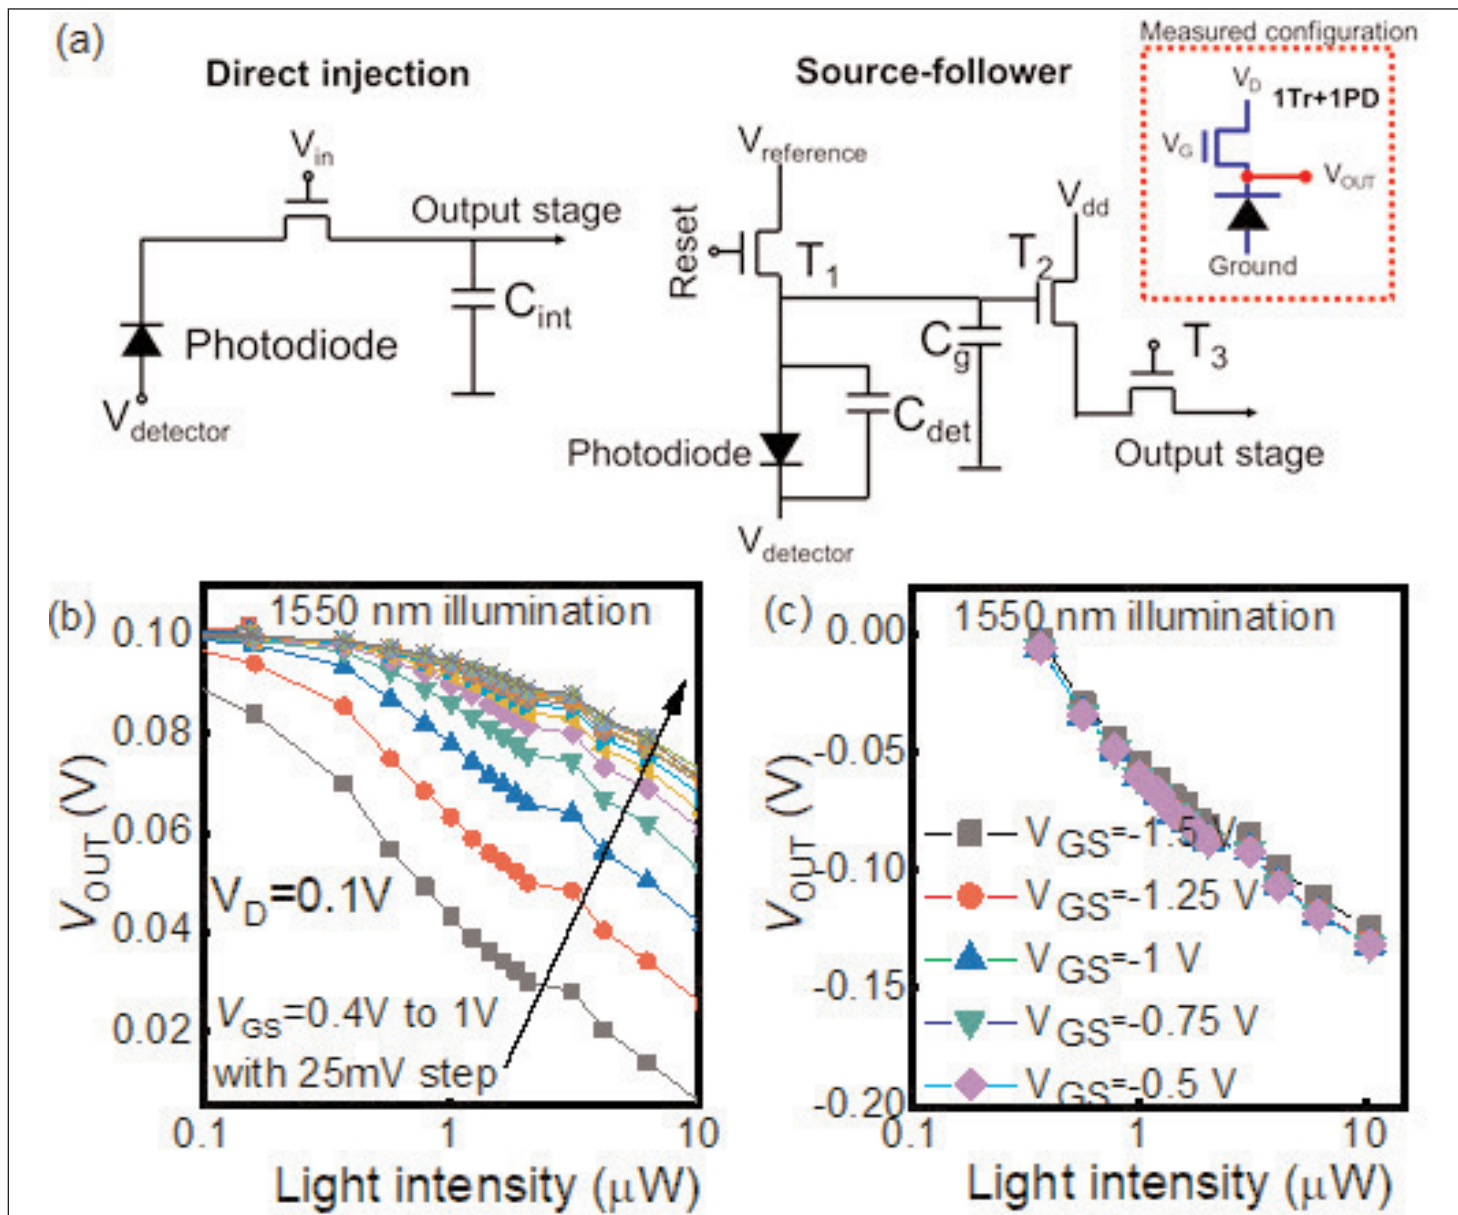 (a)
Direct injection
V_in
Output stage
C_int
Photodiode
V_detector
Source-follower
V_reference
Reset
T_1
V_dd
T_2
C_g
T_3
C_det
Photodiode
Output stage
V_detector
Measured configuration
V_D
1Tr+1PD
V_G
V_OUT
Ground
(b)
1550 nm illumination
V_OUT (V)
0.10
0.08
0.06
0.04
0.02
V_D=0.1V
V_GS=0.4V to 1V
with 25mV step
0.1
1
10
Light intensity (μW)
(c)
1550 nm illumination
V_OUT (V)
0.00
-0.05
-0.10
-0.15
-0.20
V_GS=-1.5 V
V_GS=-1.25 V
V_GS=-1 V
V_GS=-0.75 V
V_GS=-0.5 V
0.1
1
10
Light intensity (μW)